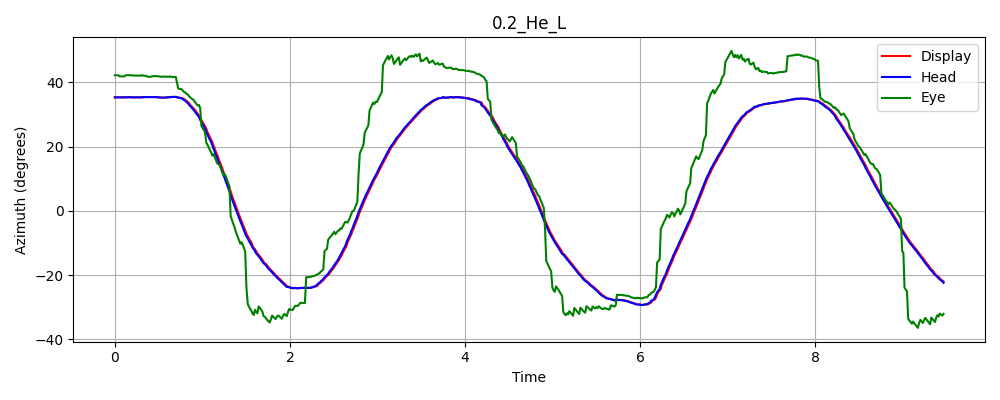 0.2_He_L
Azimuth (degrees)
40
20
0
−20
−40
0 2 4 6 8
Time
Display
Head
Eye